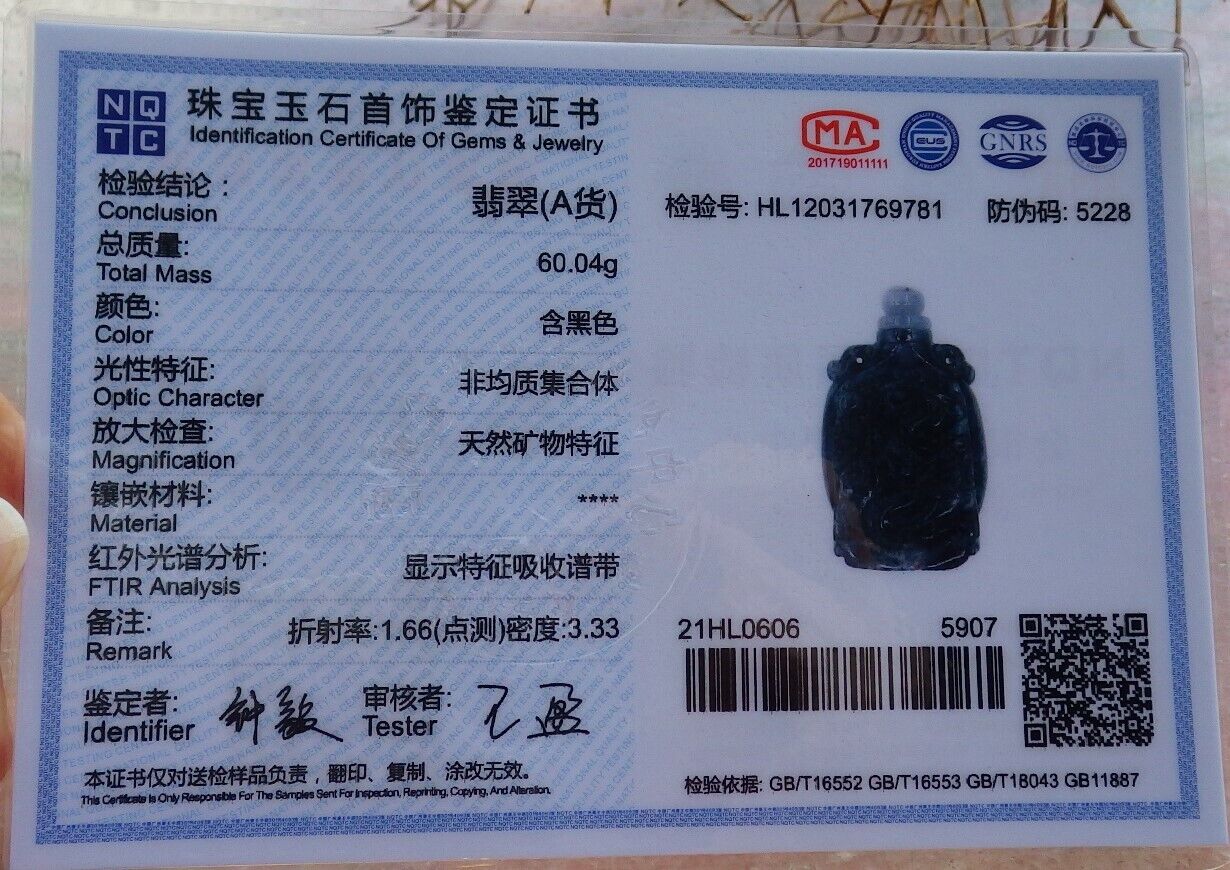 NQ
TC
珠宝玉石首饰鉴定证书
Identification Certificate Of Gems & Jewelry
MA
201719011111
GNRS
检验结论：
Conclusion
翡翠(A货)
检验号: HL12031769781 防伪码: 5228
总质量:
Total Mass
60.04g
颜色:
Color
含黑色
光性特征:
Optic Character
非均质集合体
放大检查:
Magnification
天然矿物特征
镶嵌材料:
Material
****
红外光谱分析:
FTIR Analysis
显示特征吸收谱带
备注:
Remark
折射率:1.66(点测)密度:3.33
21HL0606 5907
鉴定者:
Identifier
审核者:
Tester
本证书仅对送检样品负责，翻印、复制、涂改无效。
This Certificate is Only Responsible For The Samples Sent For Inspection, Reprinting, Copying, And Alteration.
检验依据: GB/T16552 GB/T16553 GB/T18043 GB11887